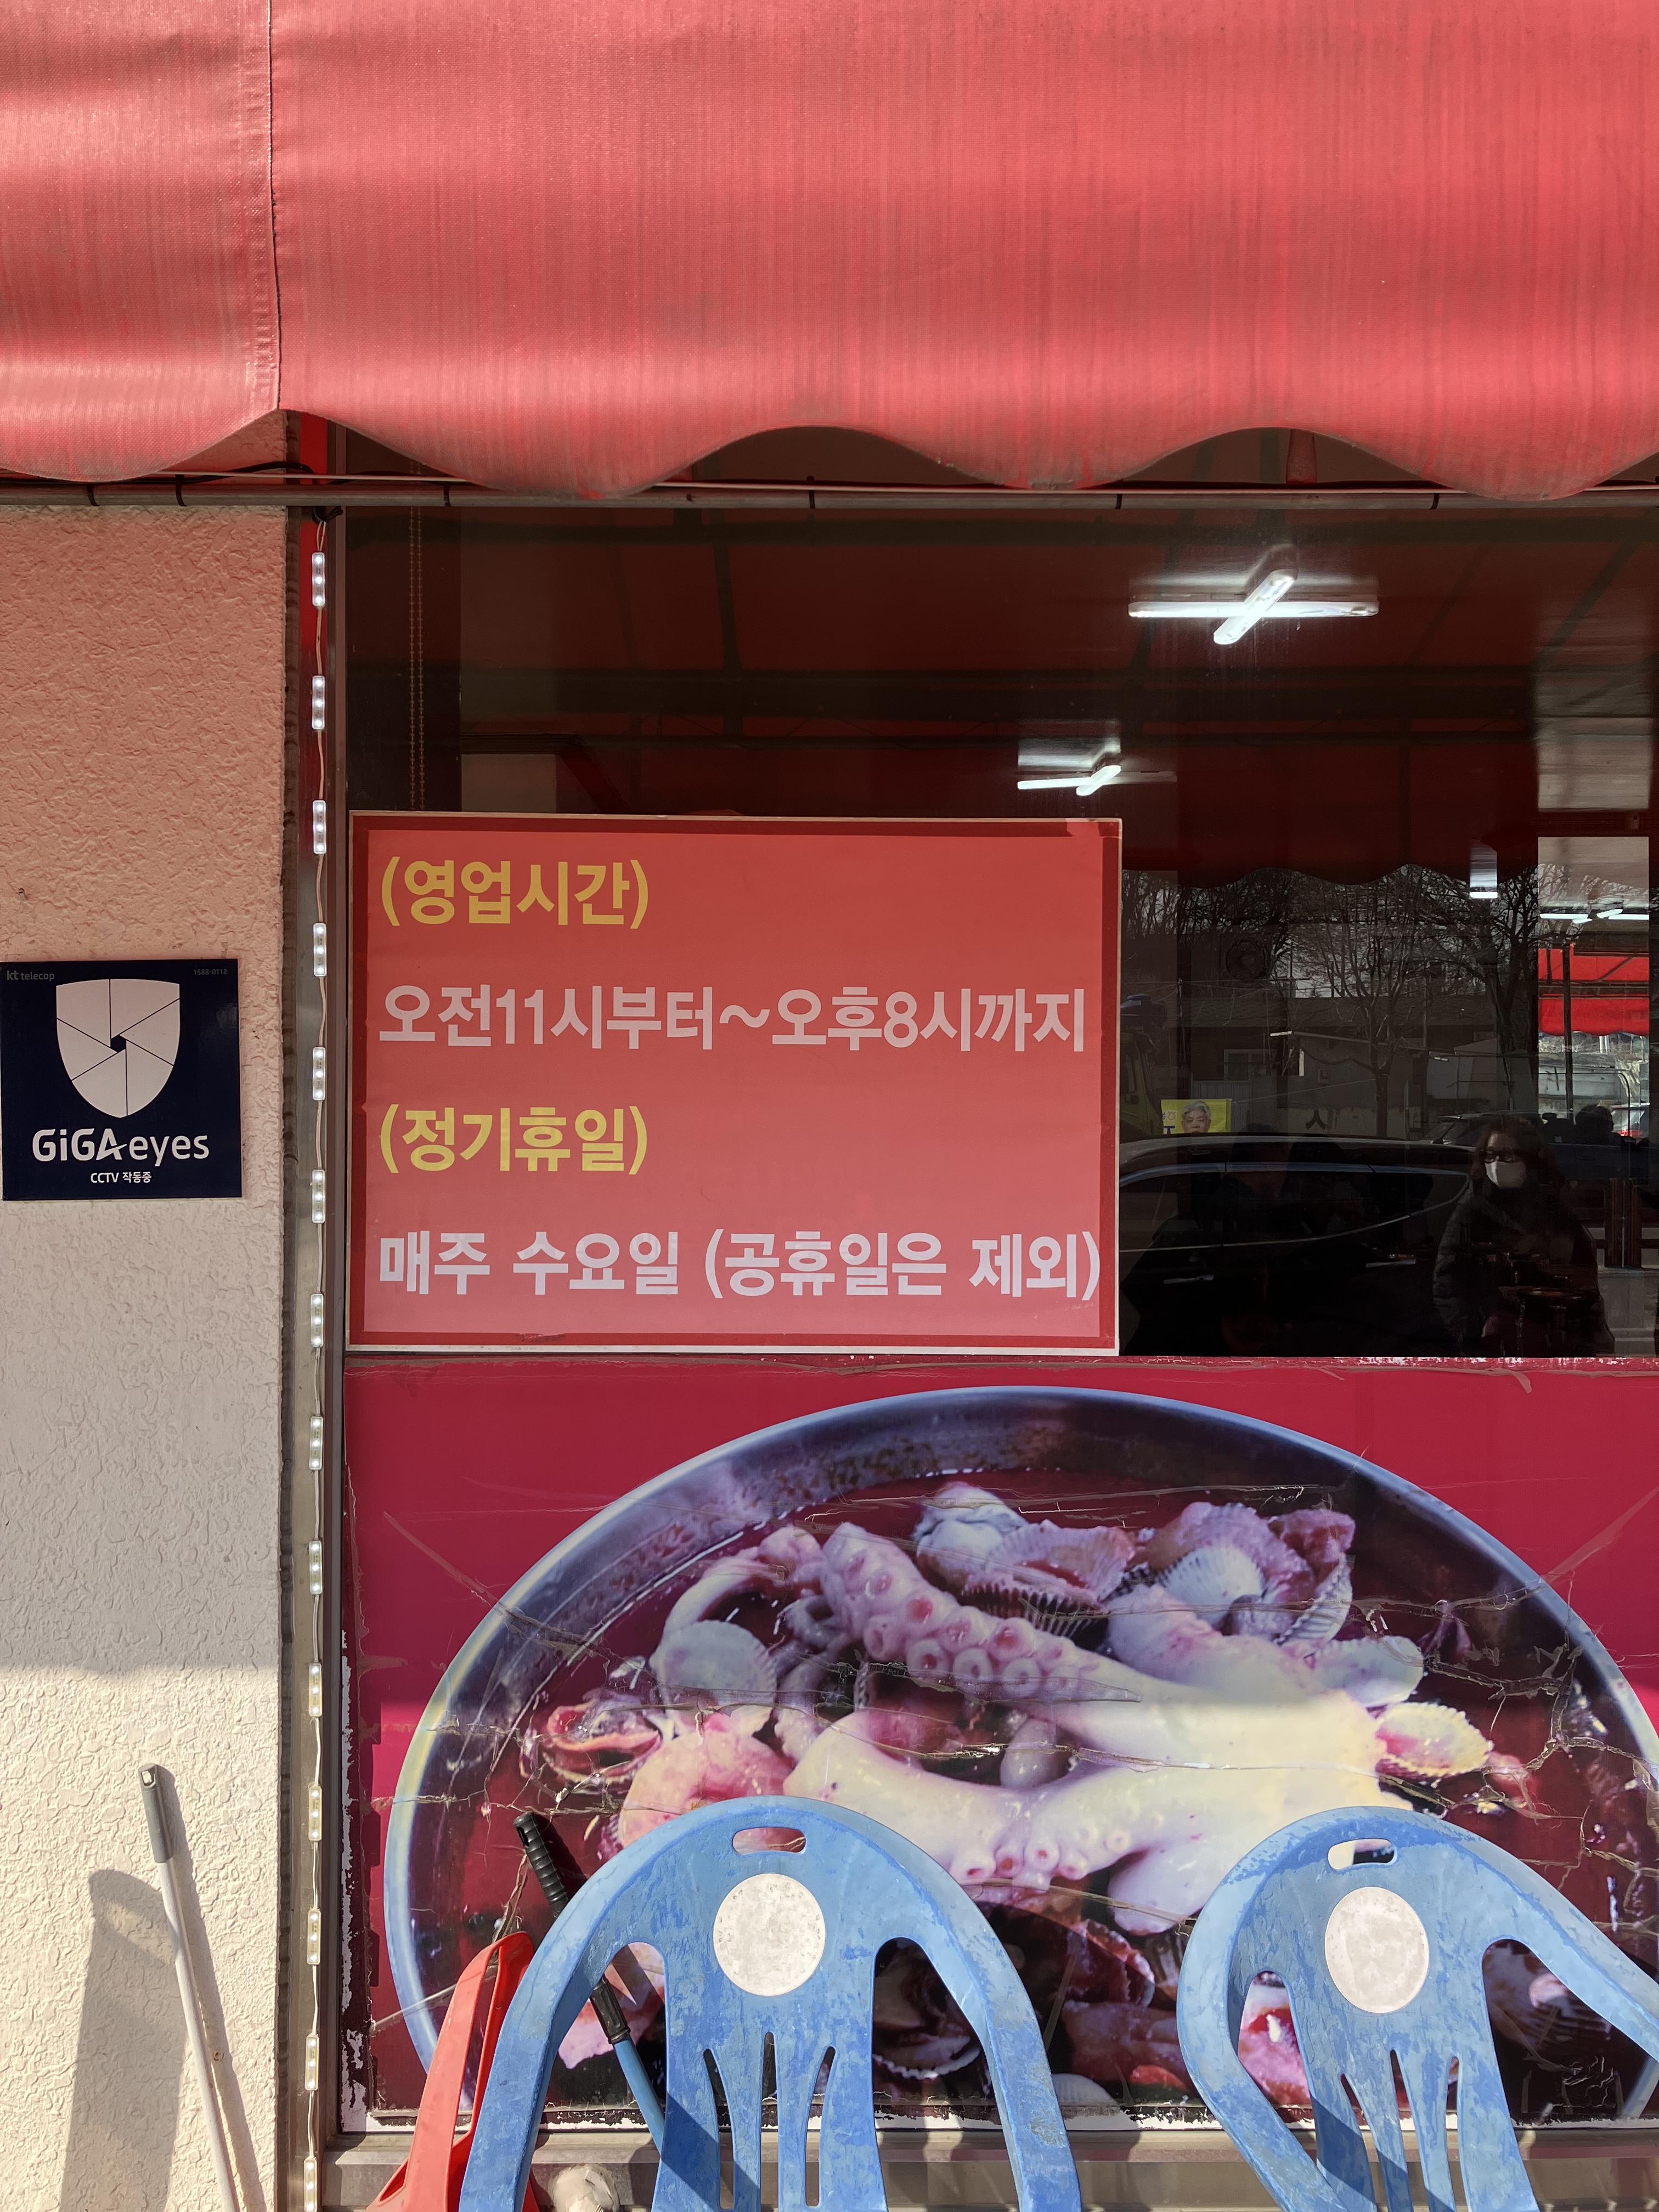 (영업시간)
오전11시부터~오후8시까지
(정기휴일)
매주 수요일 (공휴일은 제외)
kt telecop
1588-0112
GiGAeyes
CCTV 작동중